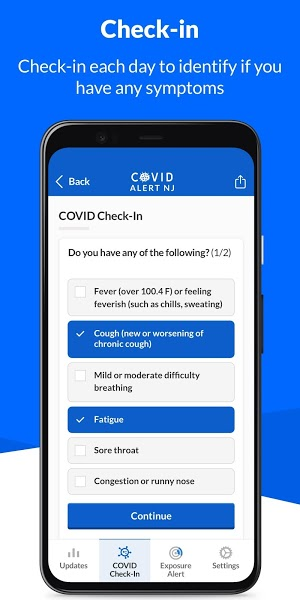 Check-in
Check-in each day to identify if you
have any symptoms
Back
COVID
ALERT NJ
COVID Check-In
Do you have any of the following? (1/2)
Fever (over 100.4 F) or feeling
feverish (such as chills, sweating)
Cough (new or worsening of
chronic cough)
Mild or moderate difficulty
breathing
Fatigue
Sore throat
Congestion or runny nose
Continue
Updates
COVID
Check-In
Exposure
Alert
Settings